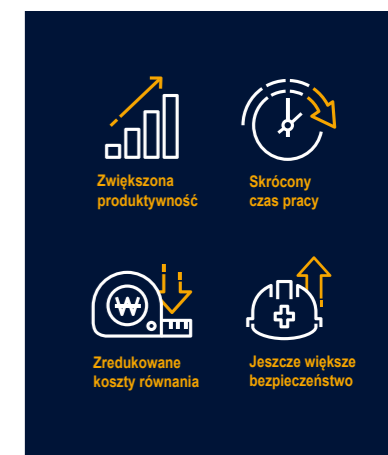 Zwiększona
produktywność
Skrócony
czas pracy
₩
Zredukowane
koszty równania
Jeszcze większe
bezpieczeństwo